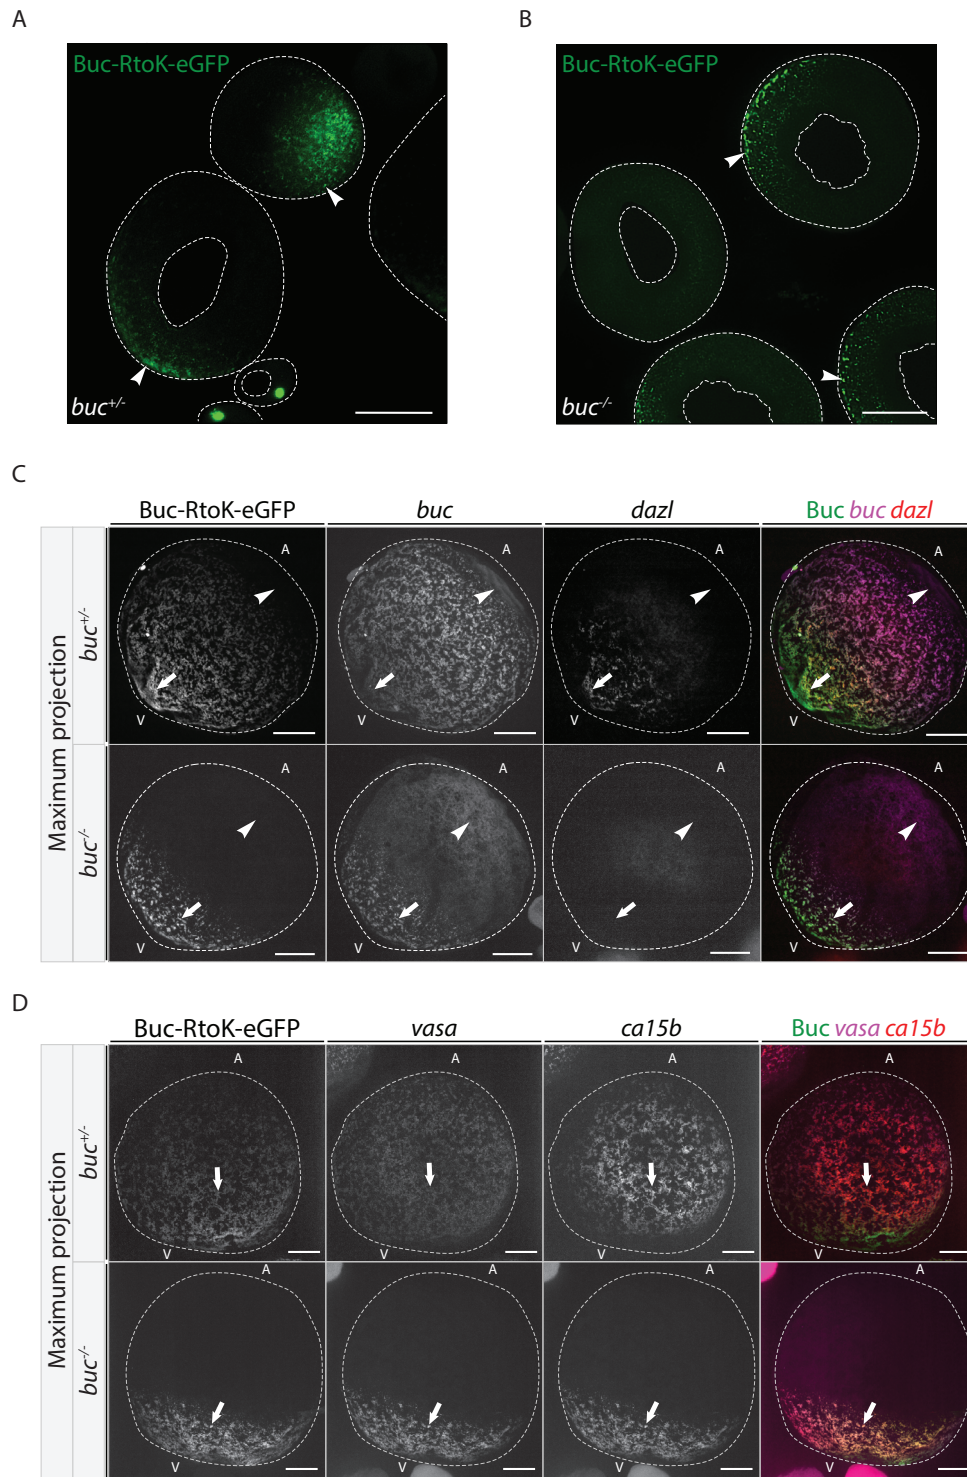 A
B
Buc-RtoK-eGFP
Buc-RtoK-eGFP
buc+/-
buc-/-
C
Buc-RtoK-eGFP buc dazl Buc buc dazl
Maximum projection
buc+/-
A A A A
V V V V
buc-/-
A A A A
V V V V
D
Buc-RtoK-eGFP vasa ca15b Buc vasa ca15b
Maximum projection
buc+/-
A A A A
V V V V
buc-/-
A A A A
V V V V